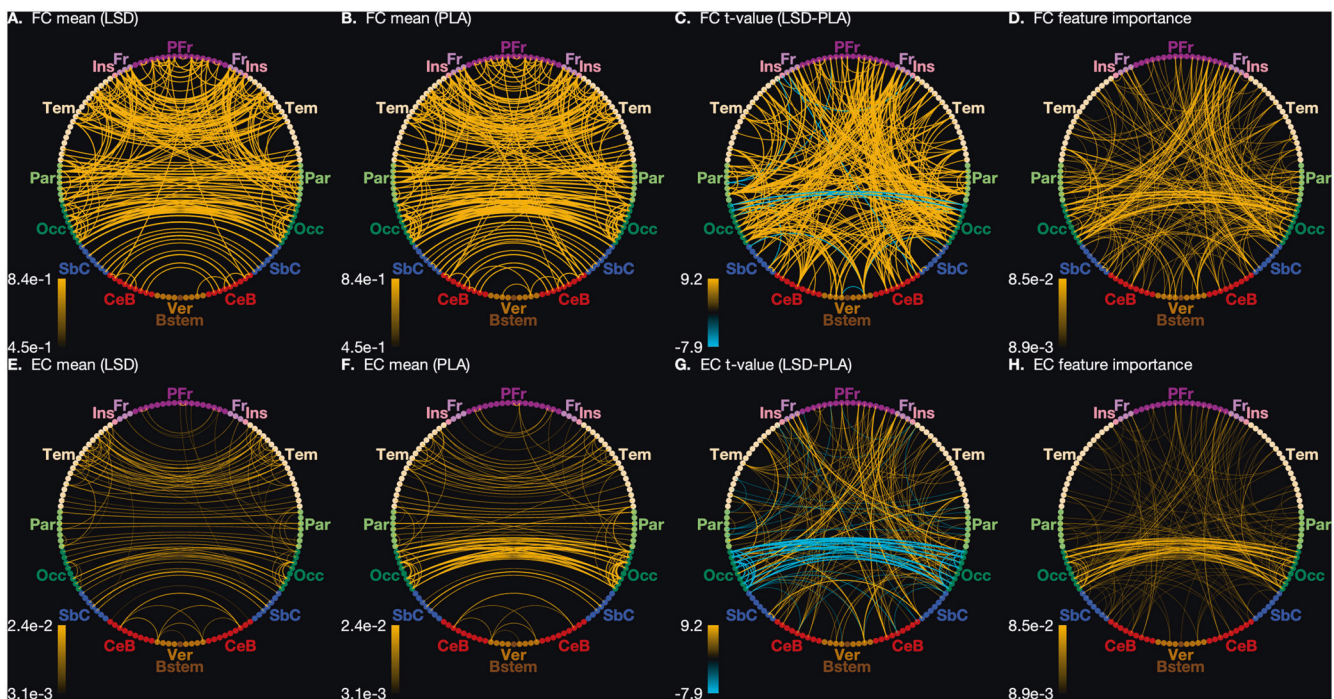 A. FC mean (LSD)
PFr
Fr Fr
Ins Ins
Tem Tem
Par Par
Occ Occ
SbC SbC
CeB CeB
Ver
Bstem
8.4e-1
4.5e-1
B. FC mean (PLA)
PFr
Fr Fr
Ins Ins
Tem Tem
Par Par
Occ Occ
SbC SbC
CeB CeB
Ver
Bstem
8.4e-1
4.5e-1
C. FC t-value (LSD-PLA)
PFr
Fr Fr
Ins Ins
Tem Tem
Par Par
Occ Occ
SbC SbC
CeB CeB
Ver
Bstem
9.2
-7.9
D. FC feature importance
PFr
Fr Fr
Ins Ins
Tem Tem
Par Par
Occ Occ
SbC SbC
CeB CeB
Ver
Bstem
8.5e-2
8.9e-3
E. EC mean (LSD)
PFr
Fr Fr
Ins Ins
Tem Tem
Par Par
Occ Occ
SbC SbC
CeB CeB
Ver
Bstem
2.4e-2
3.1e-3
F. EC mean (PLA)
PFr
Fr Fr
Ins Ins
Tem Tem
Par Par
Occ Occ
SbC SbC
CeB CeB
Ver
Bstem
2.4e-2
3.1e-3
G. EC t-value (LSD-PLA)
PFr
Fr Fr
Ins Ins
Tem Tem
Par Par
Occ Occ
SbC SbC
CeB CeB
Ver
Bstem
9.2
-7.9
H. EC feature importance
PFr
Fr Fr
Ins Ins
Tem Tem
Par Par
Occ Occ
SbC SbC
CeB CeB
Ver
Bstem
8.5e-2
8.9e-3